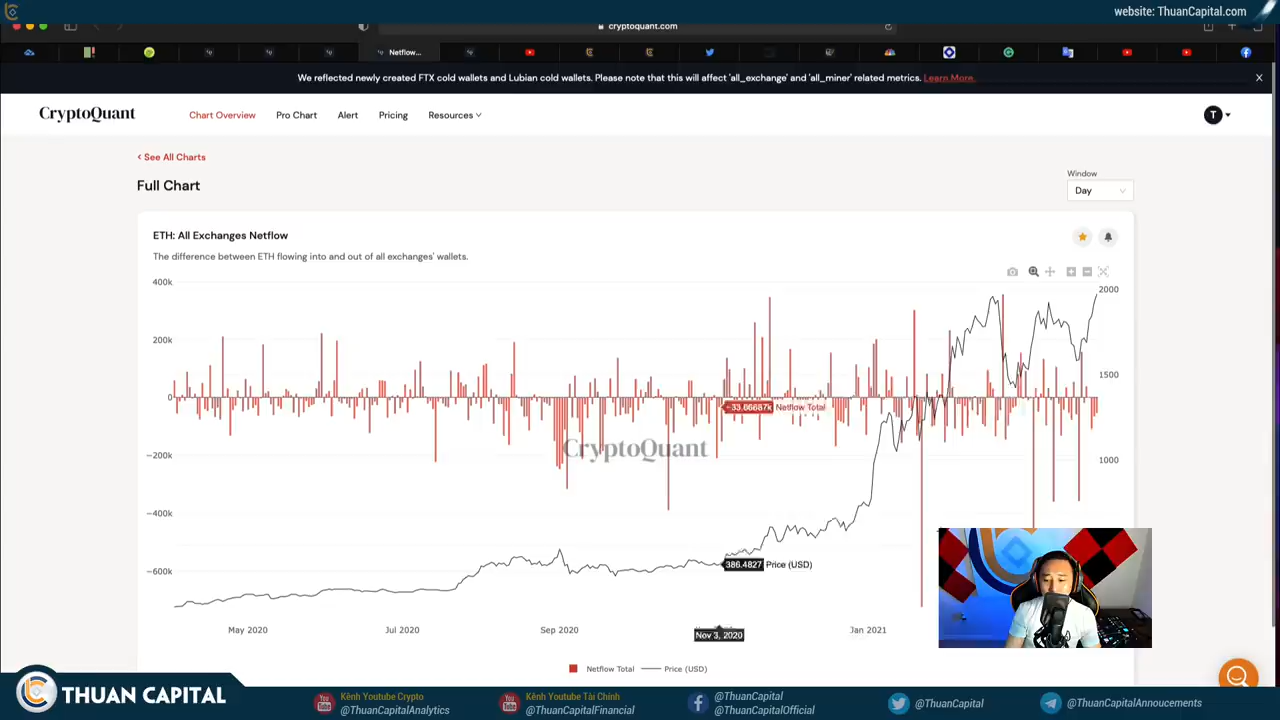 website: ThuanCapital.com
cryptoquant.com
Netflow...
We reflected newly created FTX cold wallets and Lubian cold wallets. Please note that this will affect 'all_exchange' and 'all_miner' related metrics. Learn More.
CryptoQuant
Chart Overview
Pro Chart
Alert
Pricing
Resources
T
< See All Charts
Full Chart
Window
Day
ETH: All Exchanges Netflow
The difference between ETH flowing into and out of all exchanges' wallets.
400k
200k
0
−200k
−400k
−600k
2000
1500
1000
−33.66687k Netflow Total
CryptoQuant
386.4827 Price (USD)
May 2020
Jul 2020
Sep 2020
Nov 3, 2020
Jan 2021
Netflow Total
Price (USD)
THUAN CAPITAL
Kênh Youtube Crypto
@ThuanCapitalAnalytics
Kênh Youtube Tài Chính
@ThuanCapitalFinancial
@ThuanCapital
@ThuanCapitalOfficial
@ThuanCapital
@ThuanCapitalAnnoucements